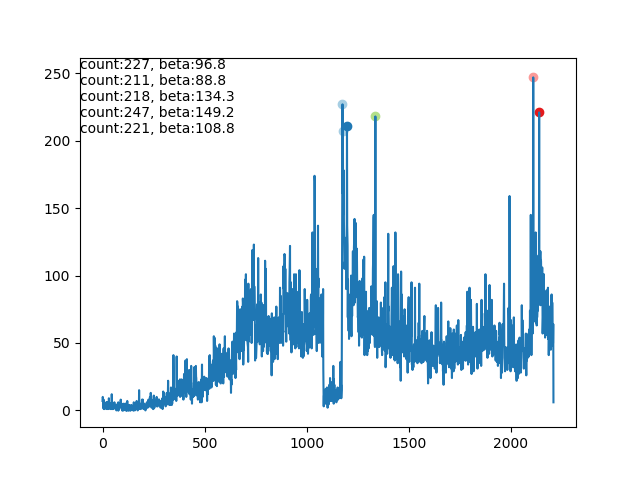 count:227, beta:96.8
count:211, beta:88.8
count:218, beta:134.3
count:247, beta:149.2
count:221, beta:108.8
250
200
150
100
50
0
0 500 1000 1500 2000